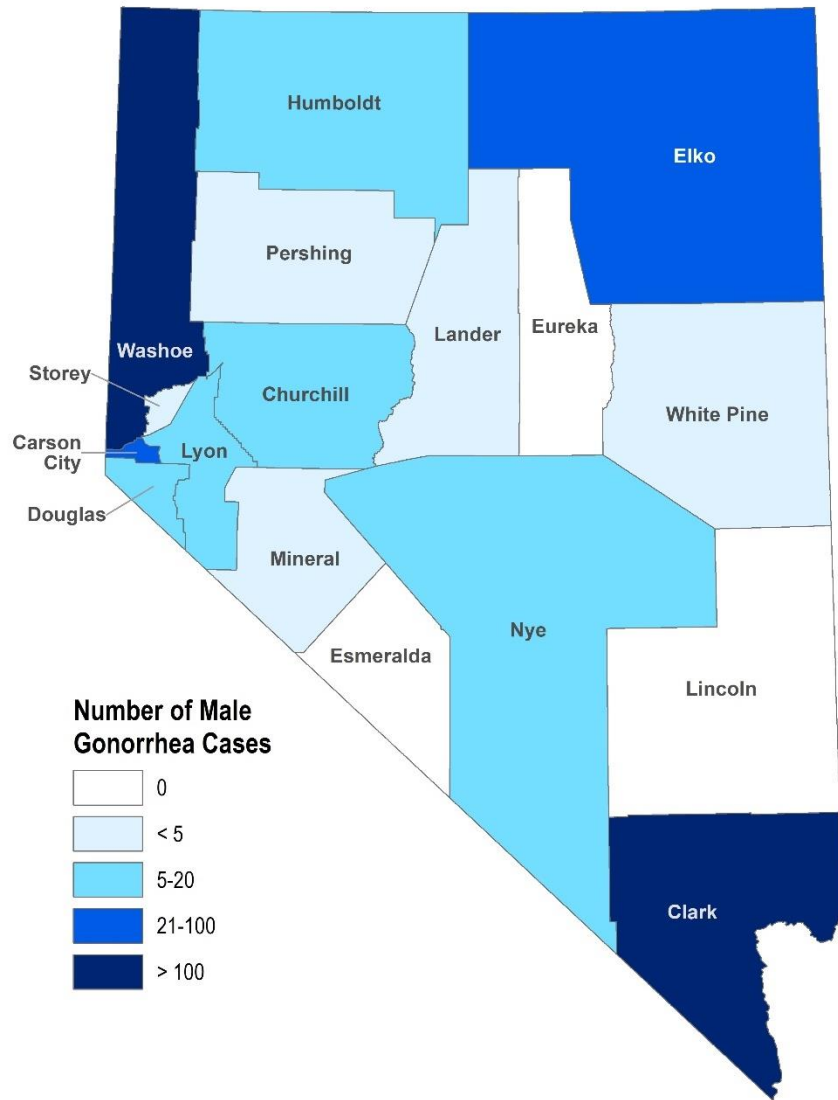 Humboldt
Elko
Pershing
Lander
Eureka
Washoe
Storey
Churchill
White Pine
Carson
City
Lyon
Douglas
Mineral
Nye
Esmeralda
Lincoln
Number of Male
Gonorrhea Cases
0
< 5
5-20
21-100
> 100
Clark